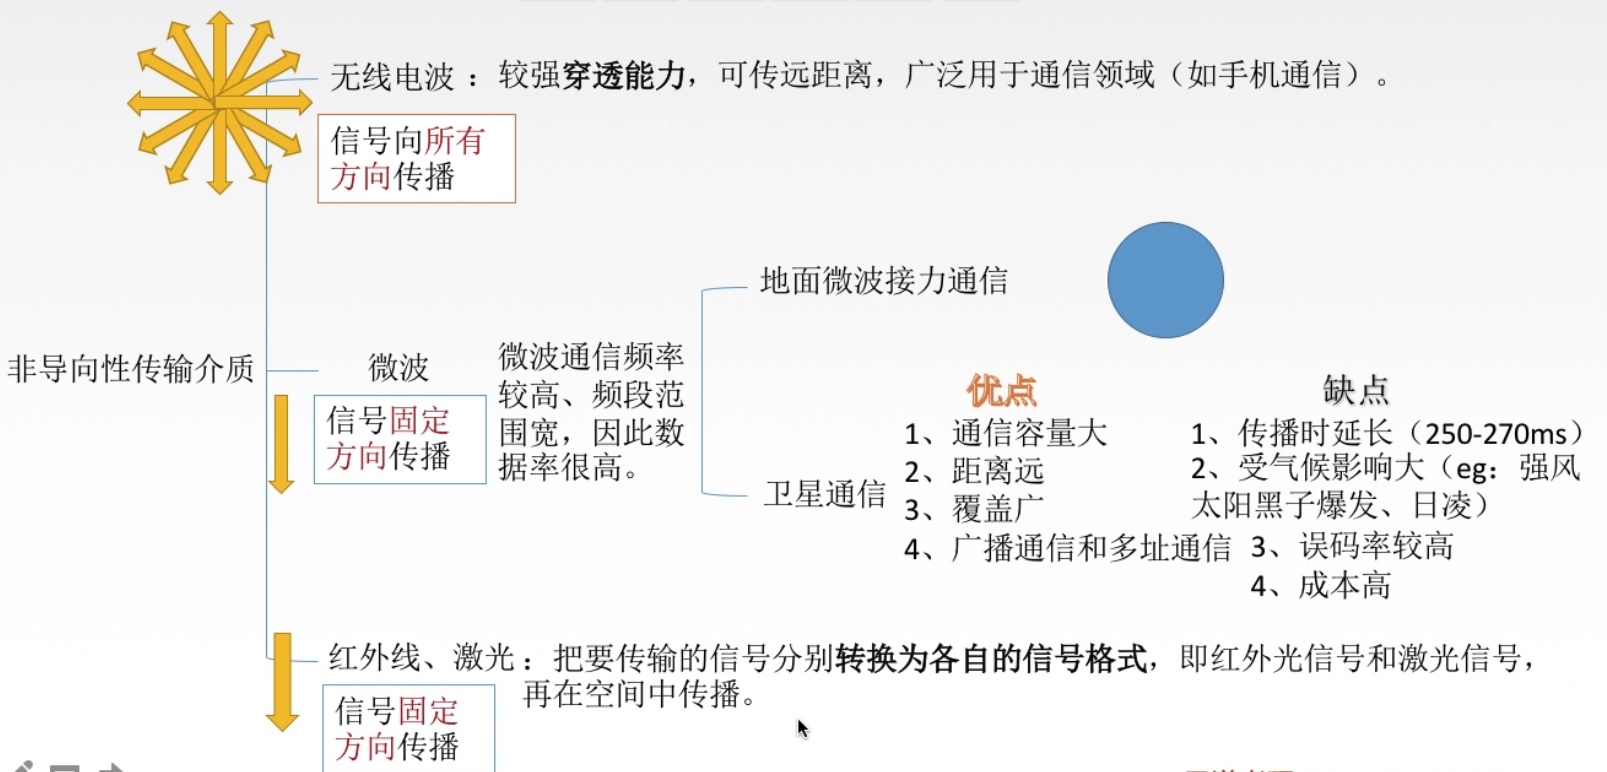 无线电波：较强穿透能力，可传远距离，广泛用于通信领域（如手机通信）。
信号向所有
方向传播
地面微波接力通信
非导向性传输介质
微波
信号固定
方向传播
微波通信频率
较高、频段范
围宽，因此数
据率很高。
卫星通信
优点
1、通信容量大
2、距离远
3、覆盖广
4、广播通信和多址通信
缺点
1、传播时延长（250-270ms）
2、受气候影响大（eg：强风
太阳黑子爆发、日凌）
3、误码率较高
4、成本高
红外线、激光：把要传输的信号分别转换为各自的信号格式，即红外光信号和激光信号，
再在空间中传播。
信号固定
方向传播